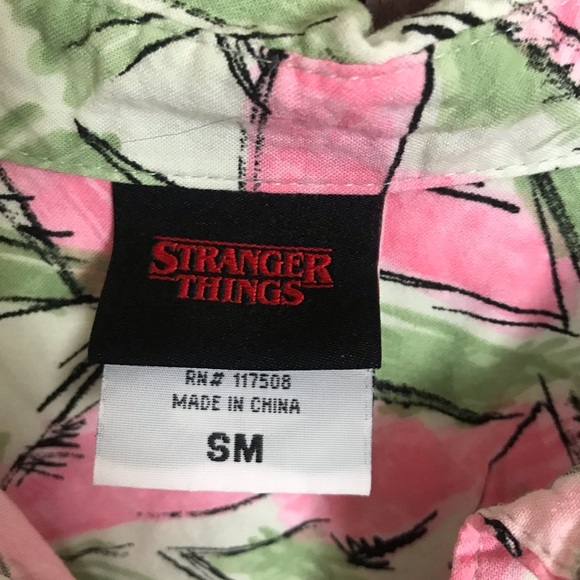 STRANGER
THINGS
RN# 117508
MADE IN CHINA
SM